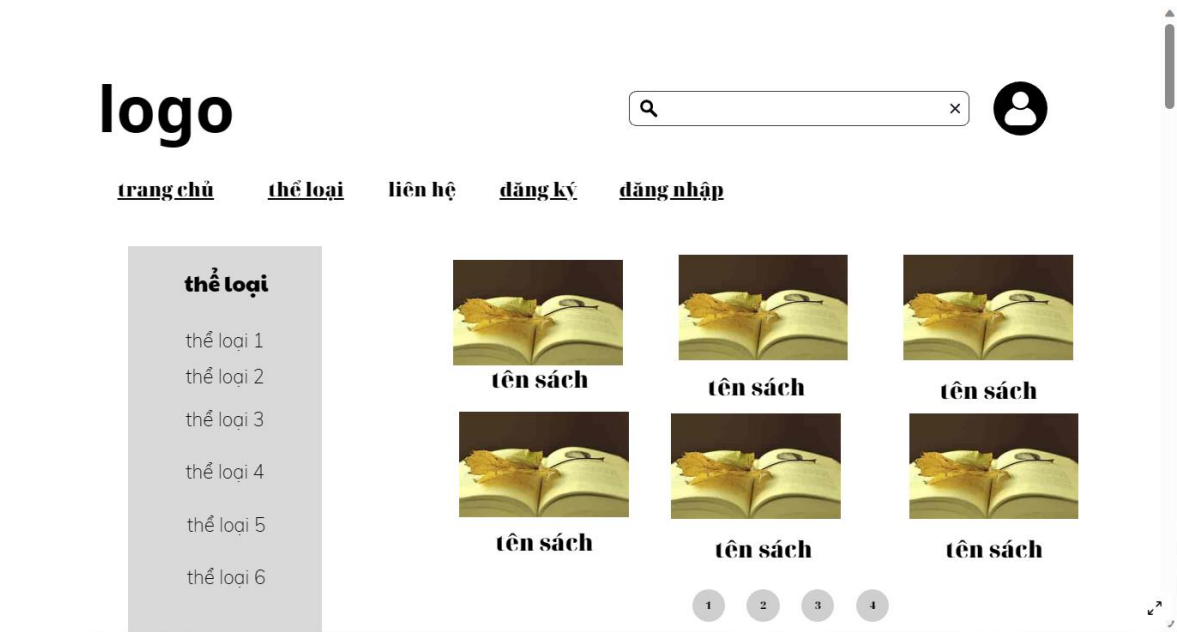 logo
trang chủ thể loại liên hệ đăng ký đăng nhập
thể loại
thể loại 1
thể loại 2
thể loại 3
thể loại 4
thể loại 5
thể loại 6
tên sách tên sách tên sách
tên sách tên sách tên sách
1 2 3 4